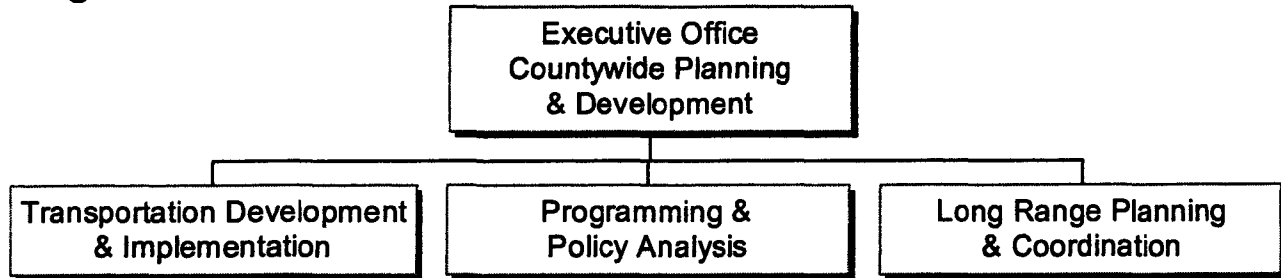 Executive Office
Countywide Planning
& Development
Transportation Development
& Implementation
Programming &
Policy Analysis
Long Range Planning
& Coordination